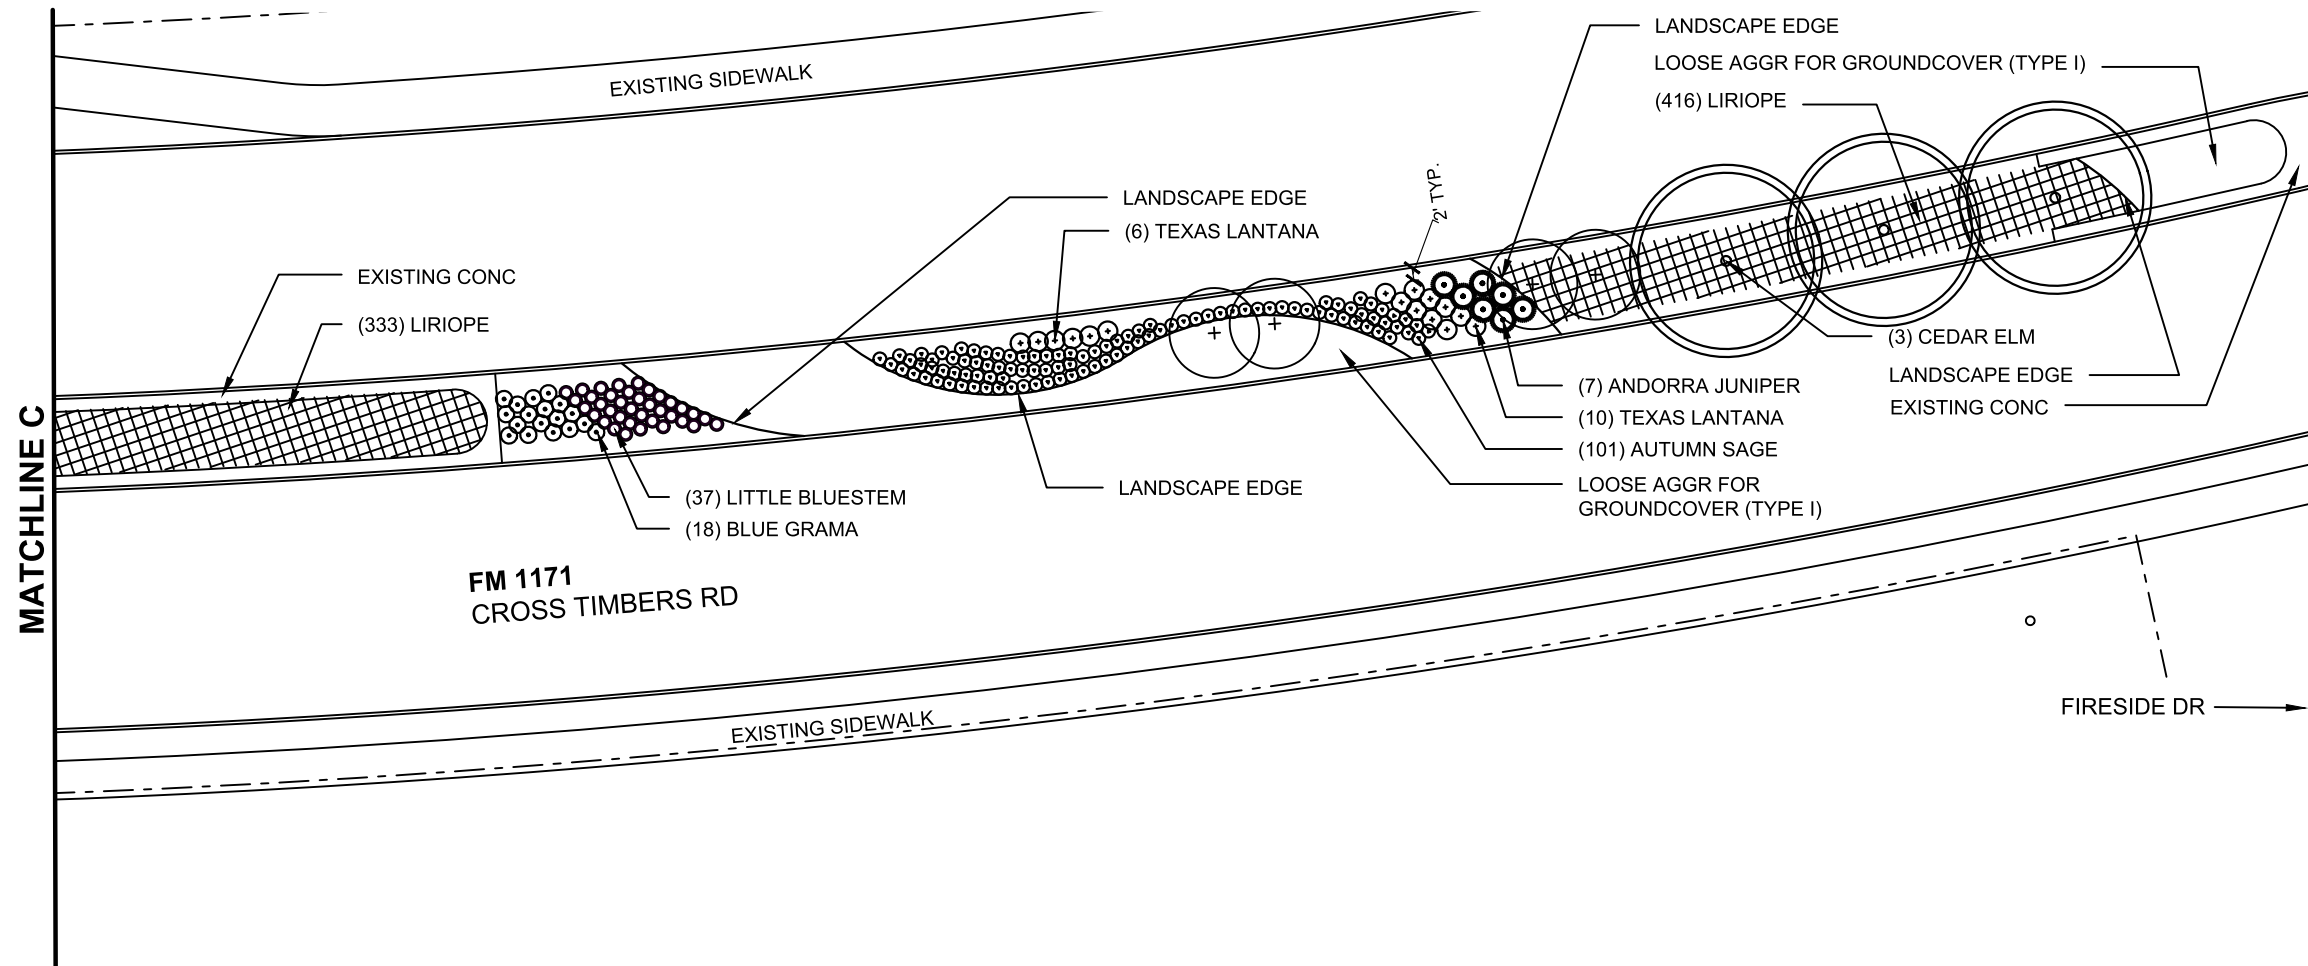 LANDSCAPE EDGE
LOOSE AGGR FOR GROUNDCOVER (TYPE I)
(416) LIRIOPE
EXISTING SIDEWALK
2' TYP.
LANDSCAPE EDGE
(6) TEXAS LANTANA
EXISTING CONC
(333) LIRIOPE
(3) CEDAR ELM
LANDSCAPE EDGE
EXISTING CONC
(7) ANDORRA JUNIPER
(10) TEXAS LANTANA
(101) AUTUMN SAGE
LOOSE AGGR FOR
GROUNDCOVER (TYPE I)
LANDSCAPE EDGE
(37) LITTLE BLUESTEM
(18) BLUE GRAMA
MATCHLINE C
FM 1171
CROSS TIMBERS RD
EXISTING SIDEWALK
FIRESIDE DR